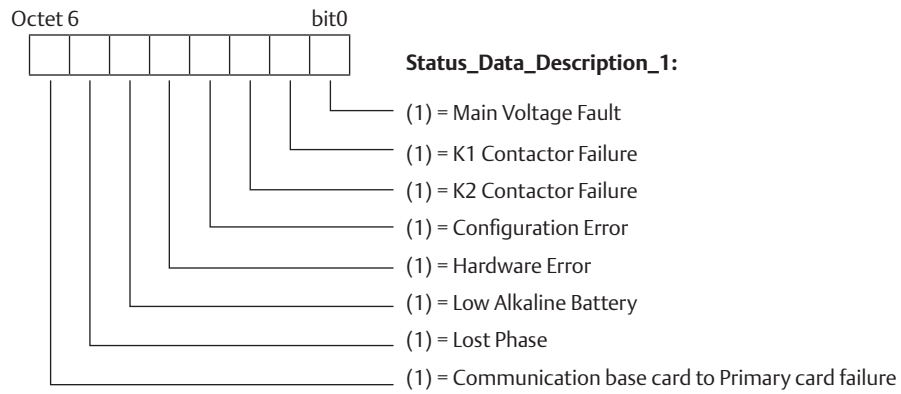 Octet 6 bit0
Status_Data_Description_1:
(1) = Main Voltage Fault
(1) = K1 Contactor Failure
(1) = K2 Contactor Failure
(1) = Configuration Error
(1) = Hardware Error
(1) = Low Alkaline Battery
(1) = Lost Phase
(1) = Communication base card to Primary card failure